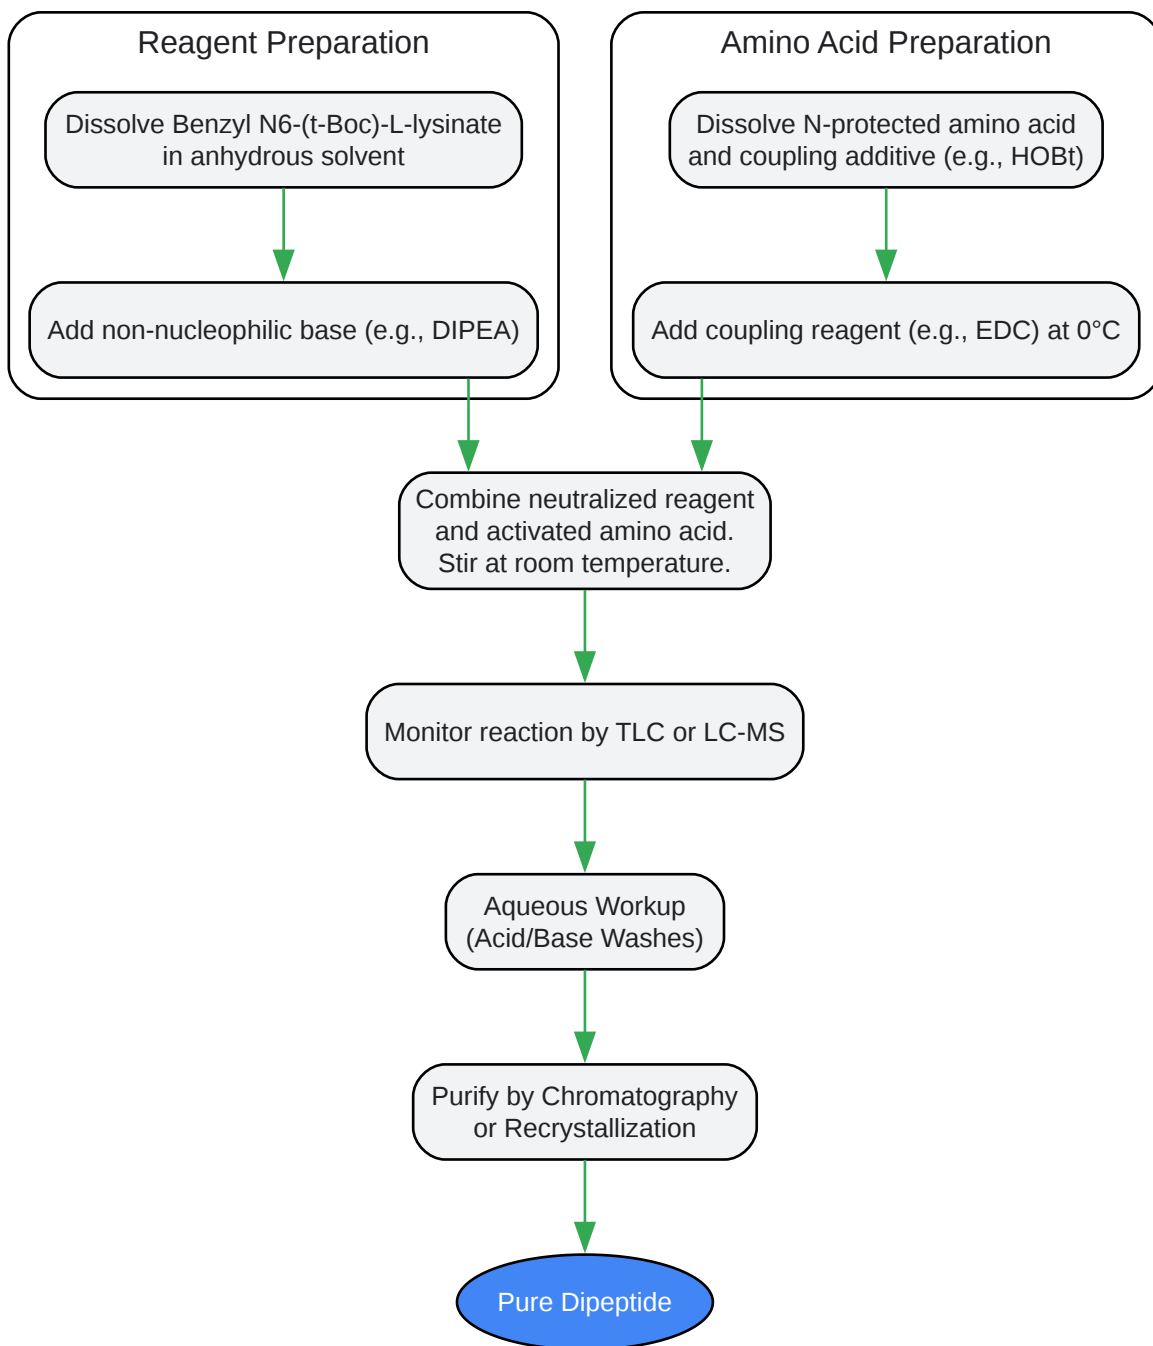 Reagent Preparation
Dissolve Benzyl N6-(t-Boc)-L-lysinate
in anhydrous solvent
Add non-nucleophilic base (e.g., DIPEA)
Amino Acid Preparation
Dissolve N-protected amino acid
and coupling additive (e.g., HOBt)
Add coupling reagent (e.g., EDC) at 0°C
Combine neutralized reagent
and activated amino acid.
Stir at room temperature.
Monitor reaction by TLC or LC-MS
Aqueous Workup
(Acid/Base Washes)
Purify by Chromatography
or Recrystallization
Pure Dipeptide